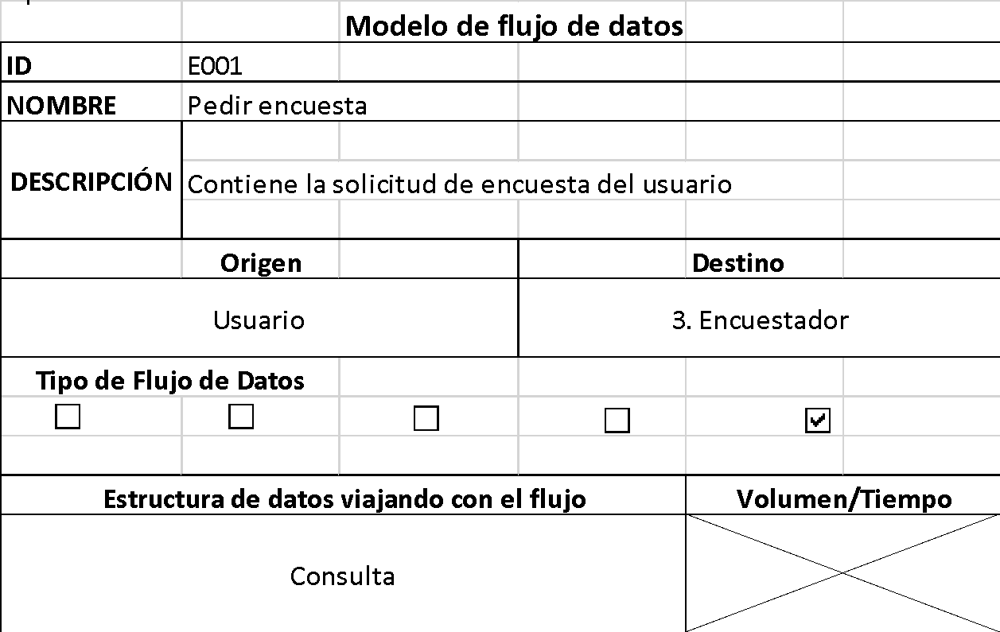 Modelo de flujo de datos
ID E001
NOMBRE Pedir encuesta
DESCRIPCIÓN Contiene la solicitud de encuesta del usuario
Origen Destino
Usuario 3. Encuestador
Tipo de Flujo de Datos
Estructura de datos viajando con el flujo Volumen/Tiempo
Consulta